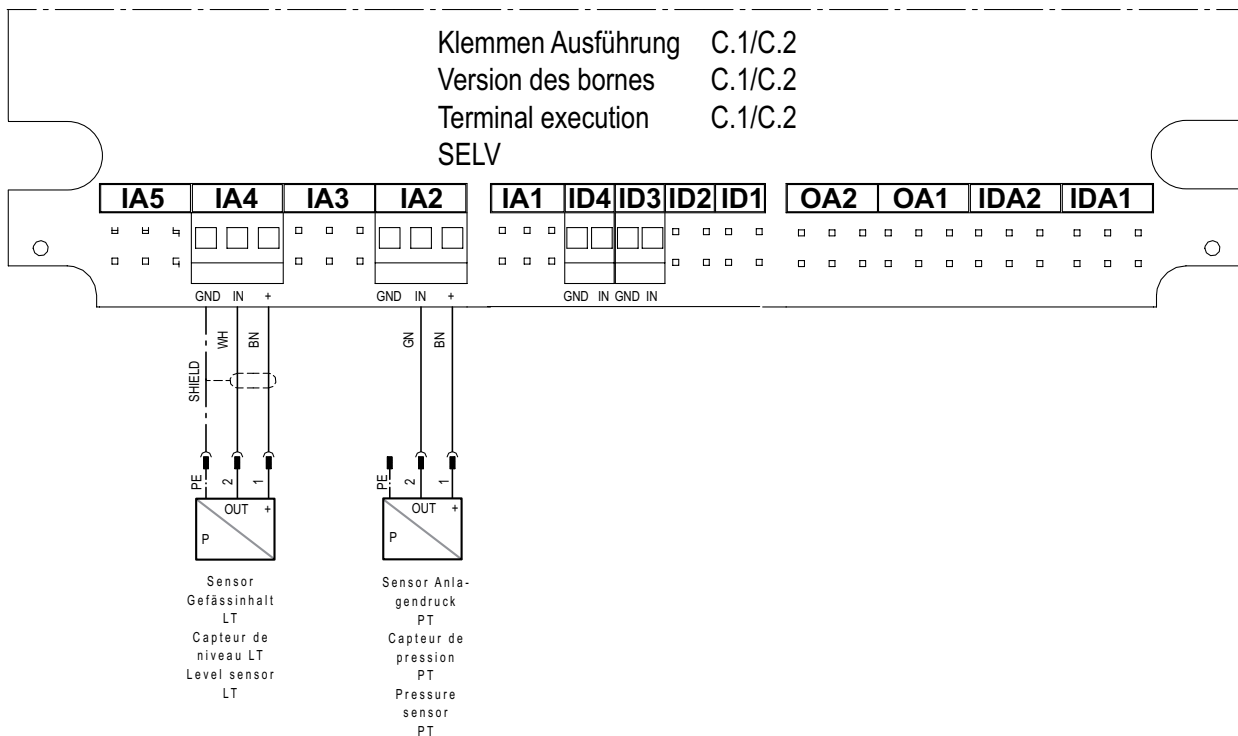 Klemmen Ausführung C.1/C.2
Version des bornes C.1/C.2
Terminal execution C.1/C.2
SELV
IA5 IA4 IA3 IA2 IA1 ID4 ID3 ID2 ID1 OA2 OA1 IDA2 IDA1
GND IN + GND IN + GND IN GND IN
SHIELD WH BN GN BN
PE 2 1 PE 2 1
OUT + OUT +
P P
Sensor
Gefässinhalt
LT
Capteur de
niveau LT
Level sensor
LT
Sensor Anla-
gendruck
PT
Capteur de
pression
PT
Pressure
sensor
PT